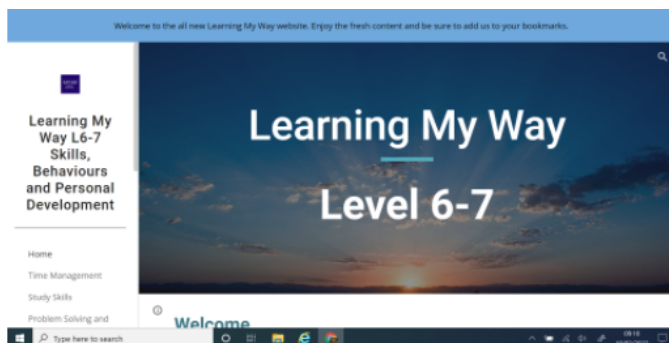 Welcome to the all new Learning My Way website. Enjoy the fresh content and be sure to add us to your bookmarks.
Learning My
Way L6-7
Skills,
Behaviours
and Personal
Development
Home
Time Management
Study Skills
Problem Solving and
Learning My Way
Level 6-7
Welcome
Type here to search